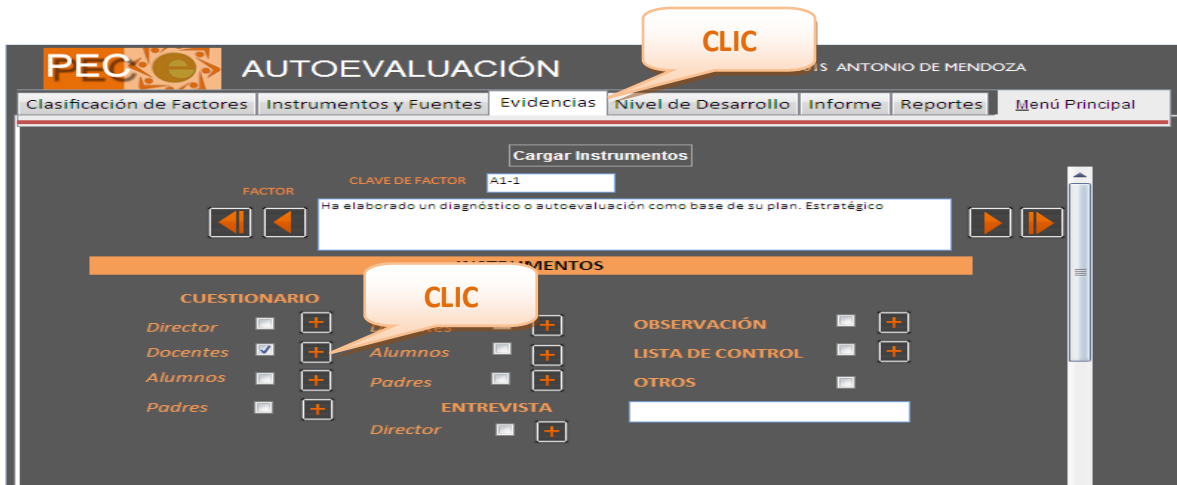 CLIC
PEC
AUTOEVALUACIÓN
ANTONIO DE MENDOZA
Clasificación de Factores Instrumentos y Fuentes Evidencias Nivel de Desarrollo Informe Reportes Menú Principal
Cargar Instrumentos
CLAVE DE FACTOR A1-1
FACTOR
Ha elaborado un diagnóstico o autoevaluación como base de su plan. Estratégico
CUESTIONARIO
CLIC
Director
OBSERVACIÓN
Docentes
Alumnos
LISTA DE CONTROL
Alumnos
Padres
OTROS
Padres
ENTREVISTA
Director